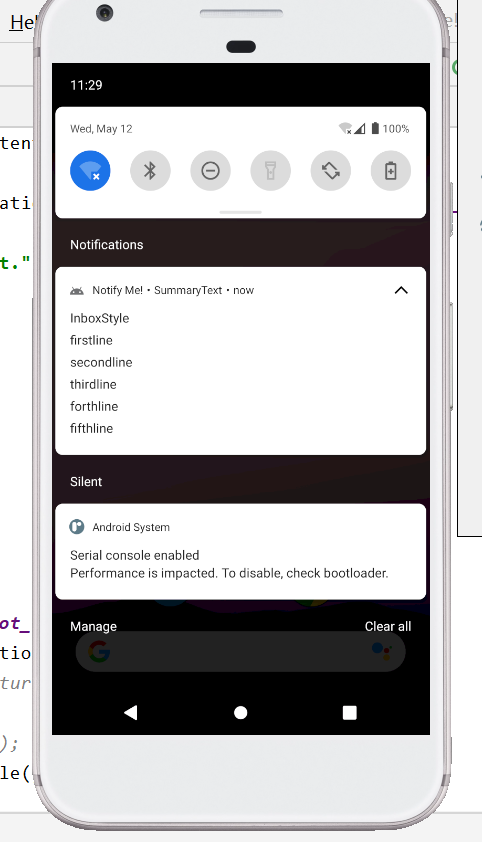 He
e!
11:29
Wed, May 12
100%
Notifications
Notify Me! • SummaryText • now
InboxStyle
firstline
secondline
thirdline
forthline
fifthline
Silent
Android System
Serial console enabled
Performance is impacted. To disable, check bootloader.
Manage
Clear all
G
tent
ati
t."
ot_
tio
tur
);
le(